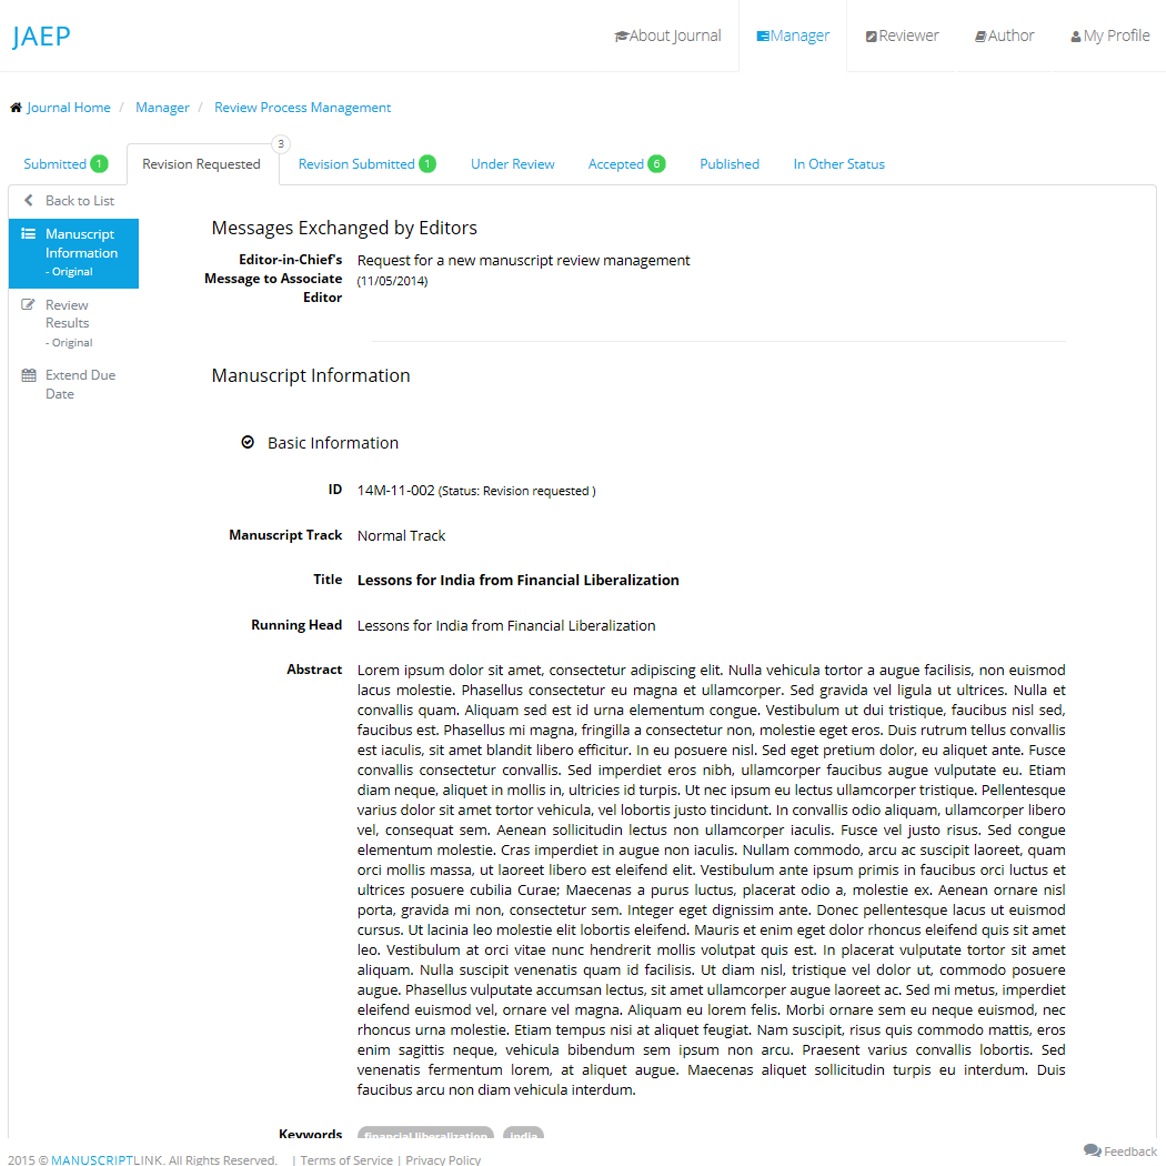 JAEP
About Journal
Manager
Reviewer
Author
My Profile
Journal Home / Manager / Review Process Management
Submitted 1
Revision Requested 3
Revision Submitted 1
Under Review
Accepted 6
Published
In Other Status
Back to List
Manuscript
Information
- Original
Review
Results
- Original
Extend Due
Date
Messages Exchanged by Editors
Editor-in-Chief's
Message to Associate
Editor
Request for a new manuscript review management
(11/05/2014)
Manuscript Information
Basic Information
ID 14M-11-002 (Status: Revision requested )
Manuscript Track Normal Track
Title Lessons for India from Financial Liberalization
Running Head Lessons for India from Financial Liberalization
Abstract Lorem ipsum dolor sit amet, consectetur adipiscing elit. Nulla vehicula tortor a augue facilisis, non euismod
lacus molestie. Phasellus consectetur eu magna et ullamcorper. Sed gravida vel ligula ut ultrices. Nulla et
convallis quam. Aliquam sed est id urna elementum congue. Vestibulum ut dui tristique, faucibus nisl sed,
faucibus est. Phasellus mi magna, fringilla a consectetur non, molestie eget eros. Duis rutrum tellus convallis
est iaculis, sit amet blandit libero efficitur. In eu posuere nisl. Sed eget pretium dolor, eu aliquet ante. Fusce
convallis consectetur convallis. Sed imperdiet eros nibh, ullamcorper faucibus augue vulputate eu. Etiam
diam neque, aliquet in mollis in, ultricies id turpis. Ut nec ipsum eu lectus ullamcorper tristique. Pellentesque
varius dolor sit amet tortor vehicula, vel lobortis justo tincidunt. In convallis odio aliquam, ullamcorper libero
vel, consequat sem. Aenean sollicitudin lectus non ullamcorper iaculis. Fusce vel justo risus. Sed congue
elementum molestie. Cras imperdiet in augue non iaculis. Nullam commodo, arcu ac suscipit laoreet, quam
orci mollis massa, ut laoreet libero est eleifend elit. Vestibulum ante ipsum primis in faucibus orci luctus et
ultrices posuere cubilia Curae; Maecenas a purus luctus, placerat odio a, molestie ex. Aenean ornare nisl
porta, gravida mi non, consectetur sem. Integer eget dignissim ante. Donec pellentesque lacus ut euismod
cursus. Ut lacinia leo molestie elit lobortis eleifend. Mauris et enim eget dolor rhoncus eleifend quis sit amet
leo. Vestibulum at orci vitae nunc hendrerit mollis volutpat quis est. In placerat vulputate tortor sit amet
aliquam. Nulla suscipit venenatis quam id facilisis. Ut diam nisl, tristique vel dolor ut, commodo posuere
augue. Phasellus vulputate accumsan lectus, sit amet ullamcorper augue laoreet ac. Sed mi metus, imperdiet
eleifend euismod vel, ornare vel magna. Aliquam eu lorem felis. Morbi ornare sem eu neque euismod, nec
rhoncus urna molestie. Etiam tempus nisi at aliquet feugiat. Nam suscipit, risus quis commodo mattis, eros
enim sagittis neque, vehicula bibendum sem ipsum non arcu. Praesent varius convallis lobortis. Sed
venenatis fermentum lorem, at aliquet augue. Maecenas aliquet sollicitudin turpis eu interdum. Duis
faucibus arcu non diam vehicula interdum.
Keywords financial liberalization india
2015 © MANUSCRIPTLINK. All Rights Reserved. | Terms of Service | Privacy Policy
Feedback